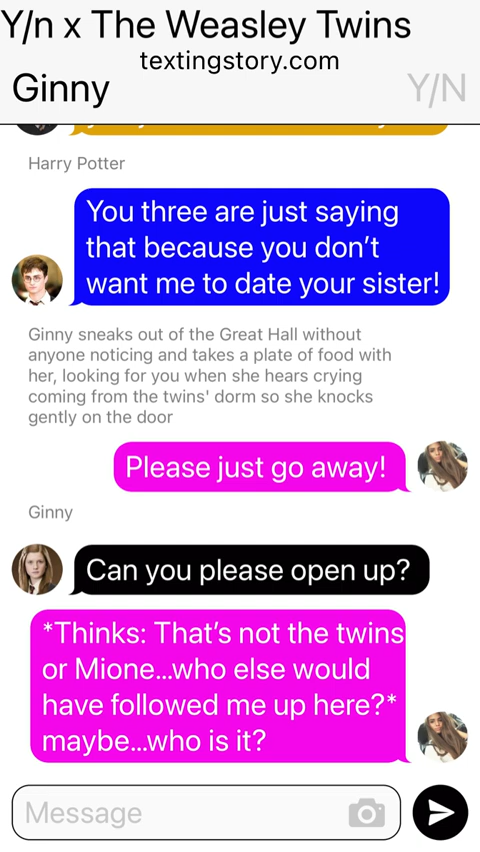 Y/n x The Weasley Twins
textingstory.com
Ginny
Y/N
Harry Potter
You three are just saying
that because you don't
want me to date your sister!
Ginny sneaks out of the Great Hall without
anyone noticing and takes a plate of food with
her, looking for you when she hears crying
coming from the twins' dorm so she knocks
gently on the door
Please just go away!
Ginny
Can you please open up?
*Thinks: That's not the twins
or Mione...who else would
have followed me up here?*
maybe...who is it?
Message